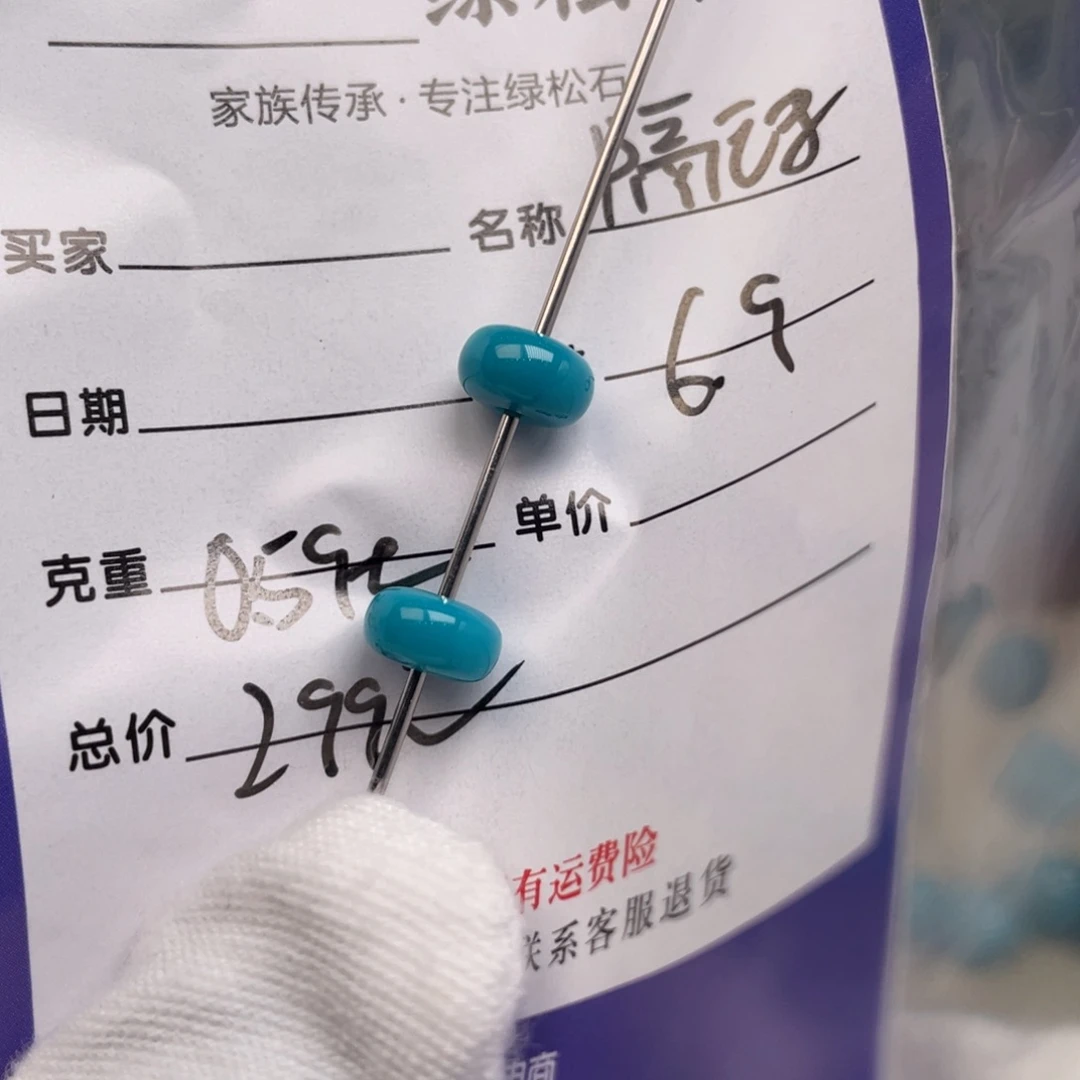 家族传承·专注绿松石
买家 名称 隔珠
日期 69
克重 0.59 单价
总价 299
有运费险
联系客服退货